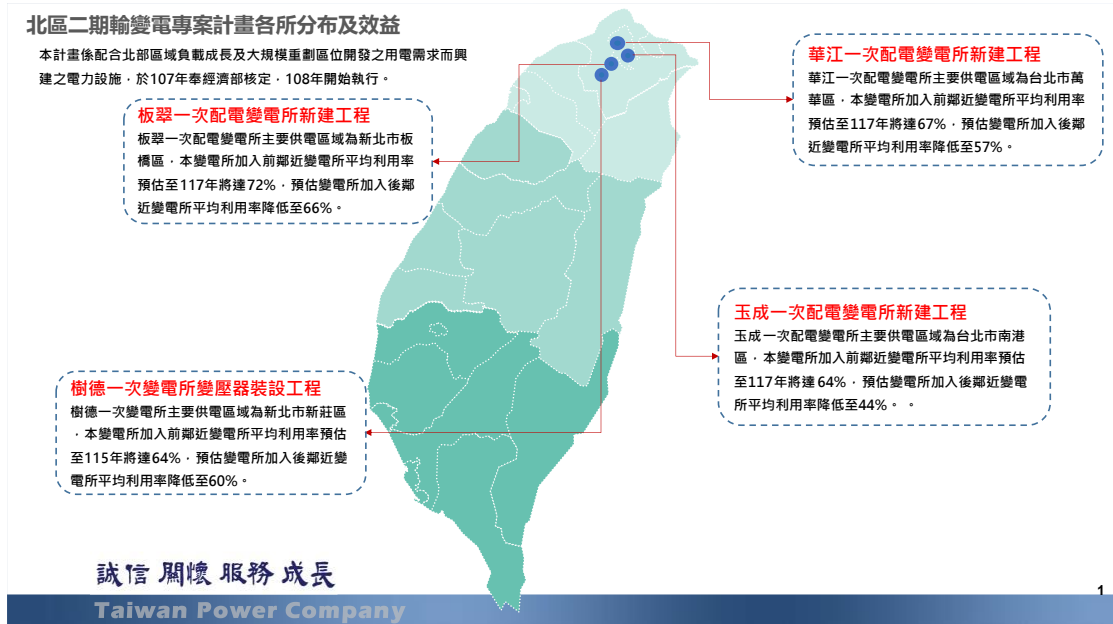 北區二期輸變電專案計畫各所分布及效益
本計畫係配合北部區域負載成長及大規模重劃區位開發之用電需求而興
建之電力設施，於107年奉經濟部核定，108年開始執行。
板翠一次配電變電所新建工程
板翠一次配電變電所主要供電區域為新北市板
橋區，本變電所加入前鄰近變電所平均利用率
預估至117年將達72%，預估變電所加入後鄰
近變電所平均利用率降低至66%。
華江一次配電變電所新建工程
華江一次配電變電所主要供電區域為台北市萬
華區，本變電所加入前鄰近變電所平均利用率
預估至117年將達67%，預估變電所加入後鄰
近變電所平均利用率降低至57%。
玉成一次配電變電所新建工程
玉成一次配電變電所主要供電區域為台北市南港
區，本變電所加入前鄰近變電所平均利用率預估
至117年將達64%，預估變電所加入後鄰近變電
所平均利用率降低至44%。。
樹德一次變電所變壓器裝設工程
樹德一次變電所主要供電區域為新北市新莊區
，本變電所加入前鄰近變電所平均利用率預估
至115年將達64%，預估變電所加入後鄰近變
電所平均利用率降低至60%。
誠信 關懷 服務 成長
Taiwan Power Company
1